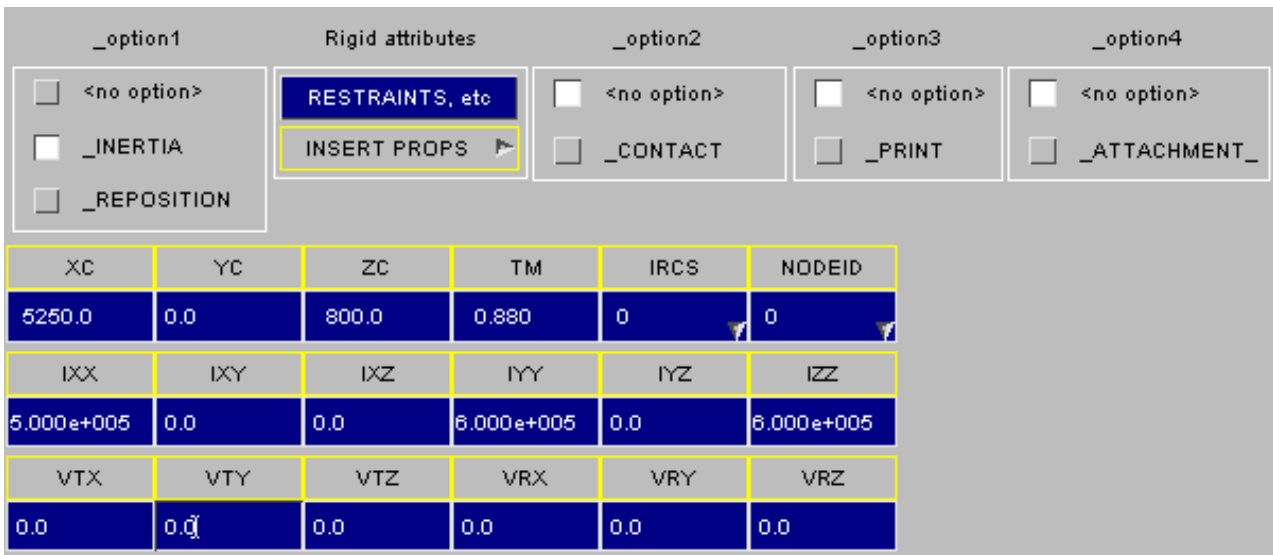 _option1 Rigid attributes _option2 _option3 _option4
<no option> RESTRAINTS, etc <no option> <no option> <no option>
_INERTIA INSERT PROPS _CONTACT _PRINT _ATTACHMENT_
_REPOSITION
XC YC ZC TM IRCS NODEID
5250.0 0.0 800.0 0.880 0 0
IXX IXY IXZ IYY IYZ IZZ
5.000e+005 0.0 0.0 6.000e+005 0.0 6.000e+005
VTX VTY VTZ VRX VRY VRZ
0.0 0.0 0.0 0.0 0.0 0.0